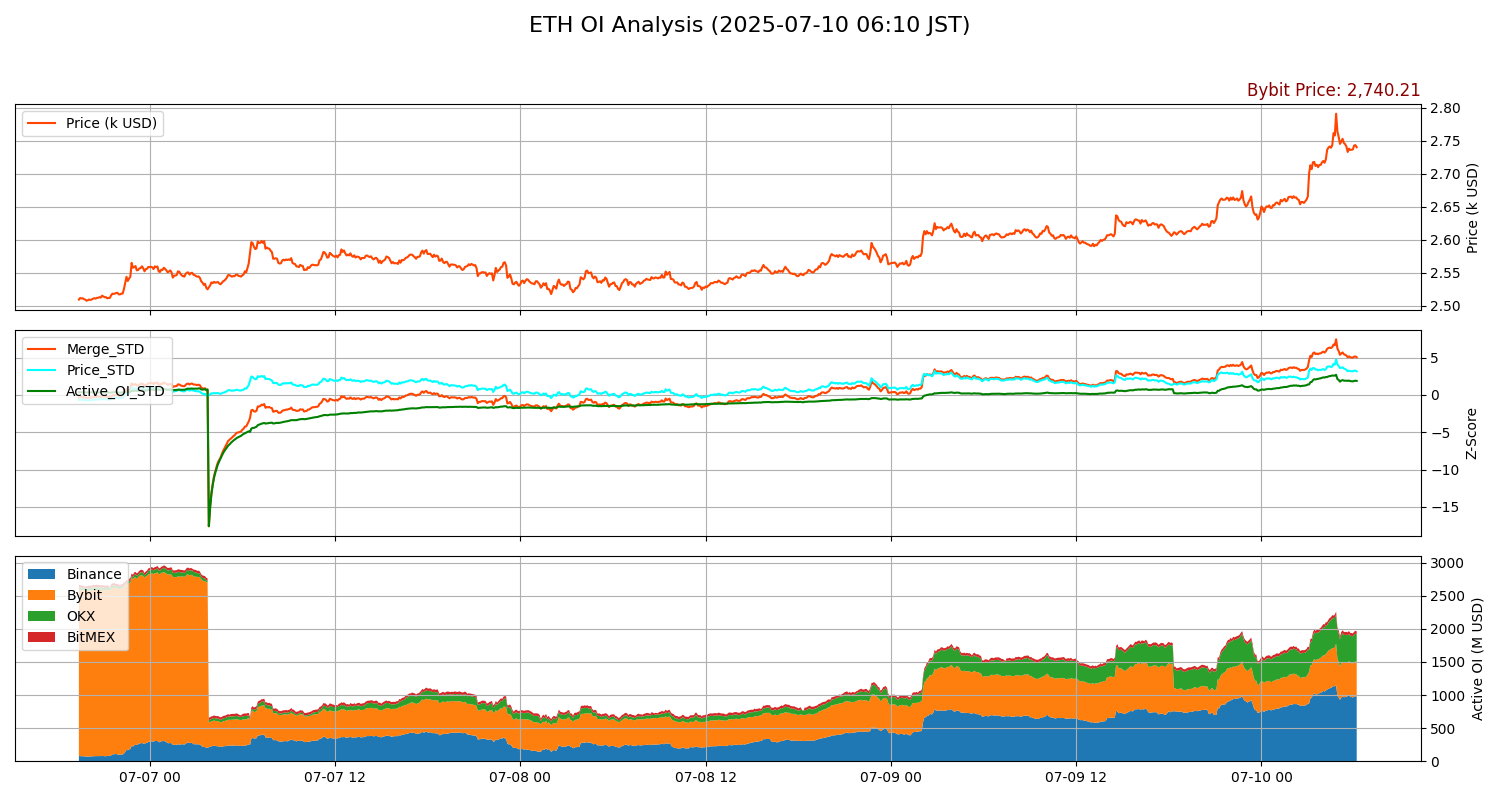 ETH OI Analysis (2025-07-10 06:10 JST)
Bybit Price: 2,740.21
Price (k USD)
2.80
2.75
2.70
2.65
2.60
2.55
2.50
Price (k USD)
Merge_STD
Price_STD
Active_OI_STD
5
0
−5
−10
−15
Z-Score
Binance
Bybit
OKX
BitMEX
3000
2500
2000
1500
1000
500
0
Active OI (M USD)
07-07 00
07-07 12
07-08 00
07-08 12
07-09 00
07-09 12
07-10 00